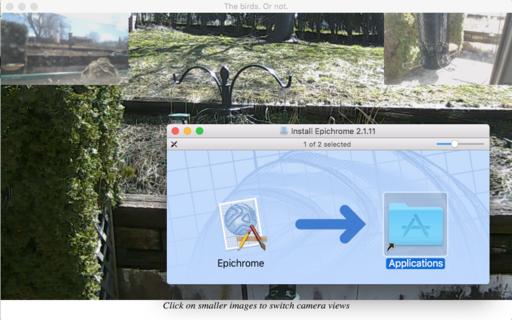 The birds. Or not.
Install Epichrome 2.1.11
1 of 2 selected
Epichrome
Applications
Click on smaller images to switch camera views